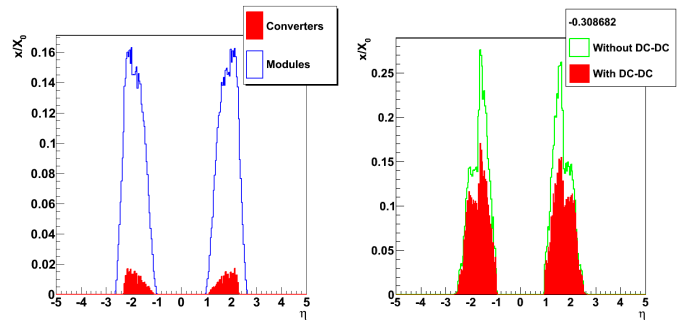 Converters
Modules
x/X0
0.16
0.14
0.12
0.1
0.08
0.06
0.04
0.02
0
-5 -4 -3 -2 -1 0 1 2 3 4 5
η
-0.308682
Without DC-DC
With DC-DC
x/X0
0.25
0.2
0.15
0.1
0.05
0
-5 -4 -3 -2 -1 0 1 2 3 4 5
η